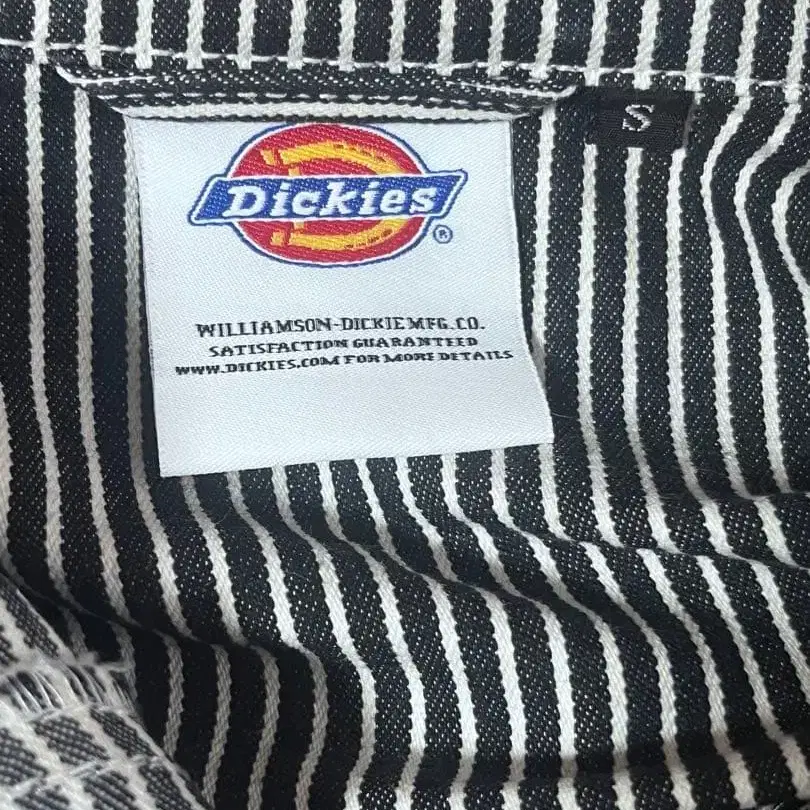 S
Dickies
®
WILLIAMSON-DICKIE MFG. CO.
SATISFACTION GUARANTEED
WWW.DICKIES.COM FOR MORE DETAILS